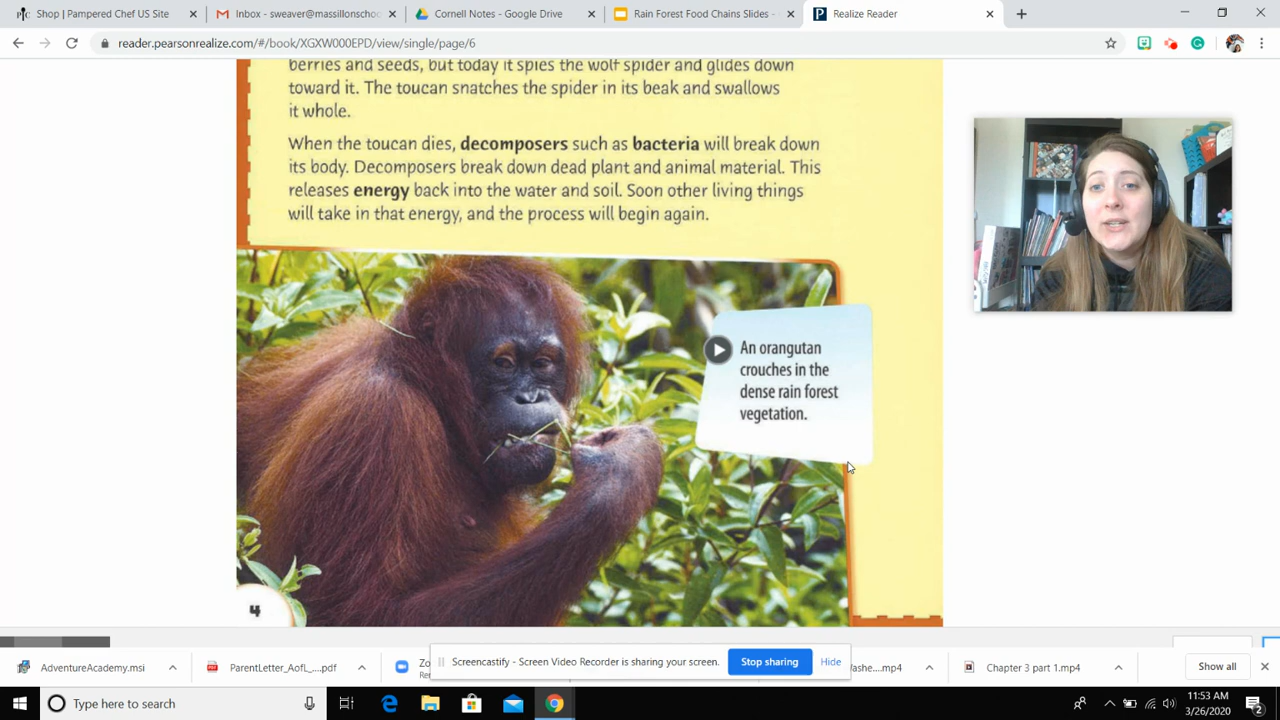 Shop | Pampered Chef US Site
Inbox - sweaver@massillonschoo
Cornell Notes - Google Drive
Rain Forest Food Chains Slides -
Realize Reader
reader.pearsonrealize.com/#/book/XGXW000EPD/view/single/page/6
berries and seeds, but today it spies the wolf spider and glides down
toward it. The toucan snatches the spider in its beak and swallows
it whole.
When the toucan dies, decomposers such as bacteria will break down
its body. Decomposers break down dead plant and animal material. This
releases energy back into the water and soil. Soon other living things
will take in that energy, and the process will begin again.
An orangutan
crouches in the
dense rain forest
vegetation.
4
Screencastify - Screen Video Recorder is sharing your screen.
Stop sharing
Hide
AdventureAcademy.msi
ParentLetter_AofL_....pdf
Chapter 3 part 1.mp4
Show all
Type here to search
11:53 AM
3/26/2020
2